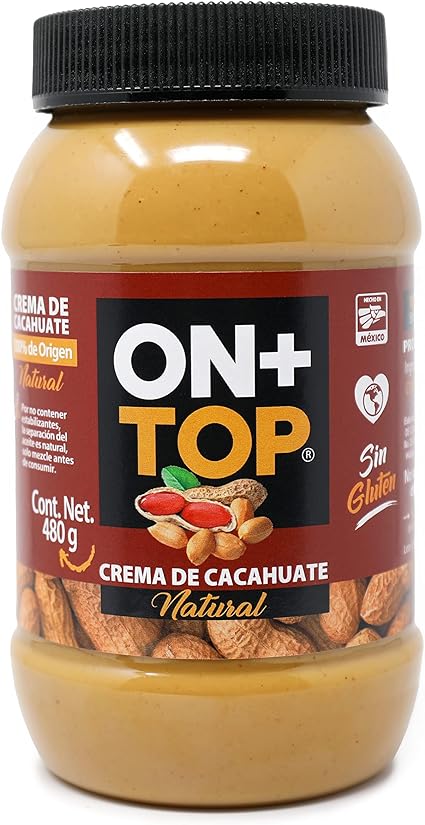 CREMA DE
CACAHUATE
100% de Origen
Natural
Por no contener
estabilizantes,
la separación del
aceite es natural,
solo mezcle antes
de consumir.
Cont. Net.
480 g
ON+
TOP®
CREMA DE CACAHUATE
Natural
HECHO EN
MÉXICO
Sin
Gluten